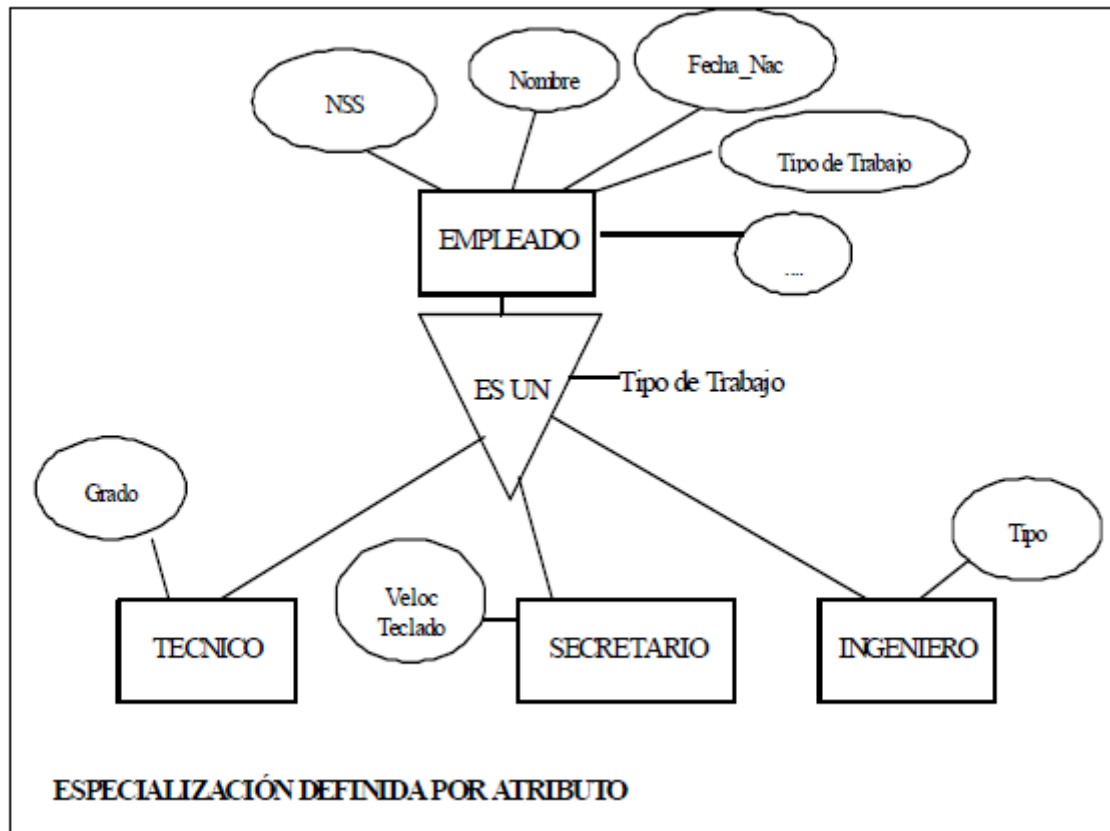 NSS
Nombre
Fecha_Nac
Tipo de Trabajo
EMPLEADO
....
ES UN
Tipo de Trabajo
Grado
Veloc
Teclado
Tipo
TECNICO
SECRETARIO
INGENIERO
ESPECIALIZACIÓN DEFINIDA POR ATRIBUTO